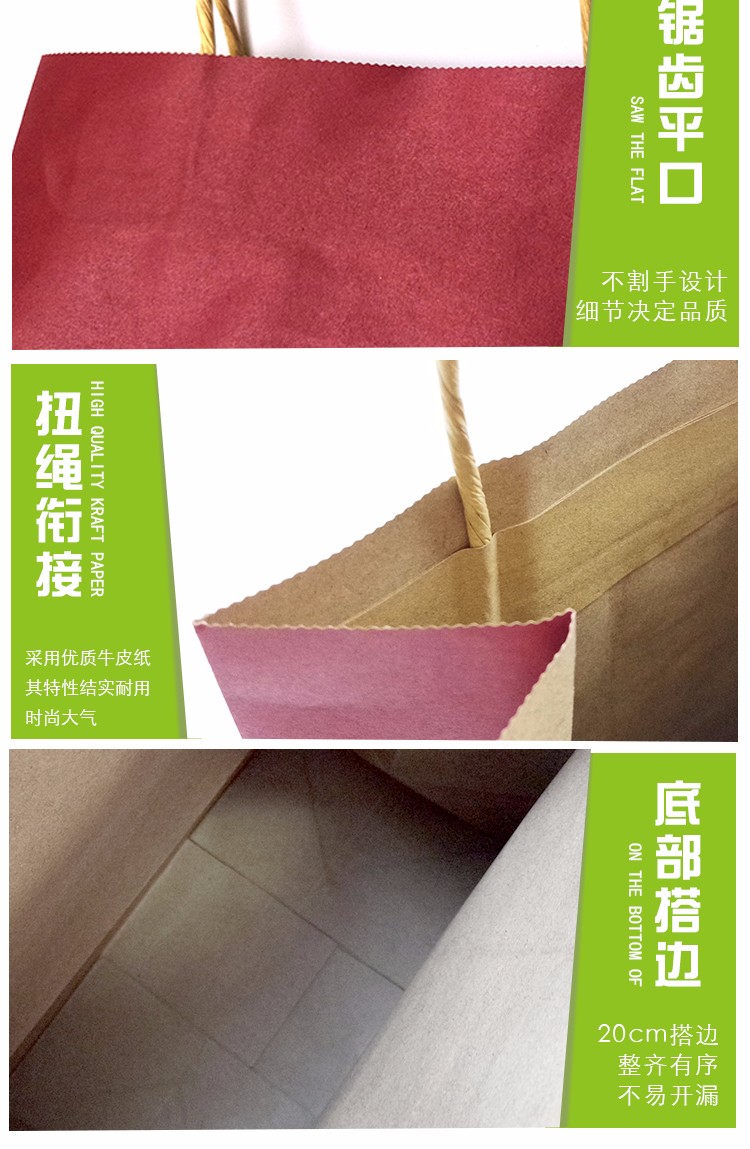 锯齿平口
SAW THE FLAT
不割手设计
细节决定品质
扭绳衔接
HIGH QUALITY KRAFT PAPER
采用优质牛皮纸
其特性结实耐用
时尚大气
底部搭边
ON THE BOTTOM OF
20cm搭边
整齐有序
不易开漏